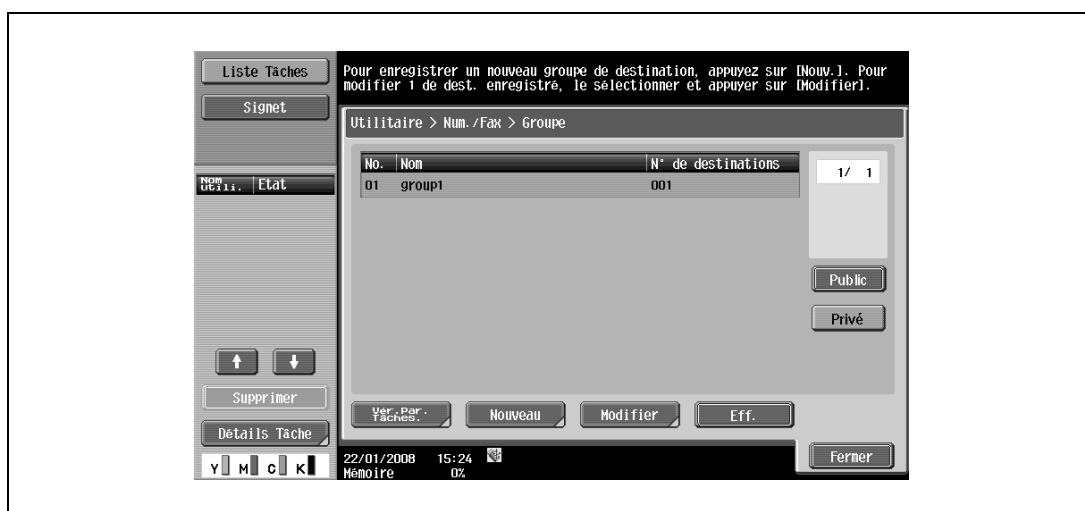 Liste Tâches
Signet
Pour enregistrer un nouveau groupe de destination, appuyez sur [Nouv.]. Pour
modifier 1 de dest. enregistré, le sélectionner et appuyer sur [Modifier].
Utilitaire > Num./Fax > Groupe
No. Nom N° de destinations
01 group1 001
1/ 1
Nom
Utili. Etat
Public
Privé
Supprimer
Détails Tâche
Ver.Par.
Tâches.
Nouveau
Modifier
Eff.
Y M C K
22/01/2008 15:24
Mémoire 0%
Fermer